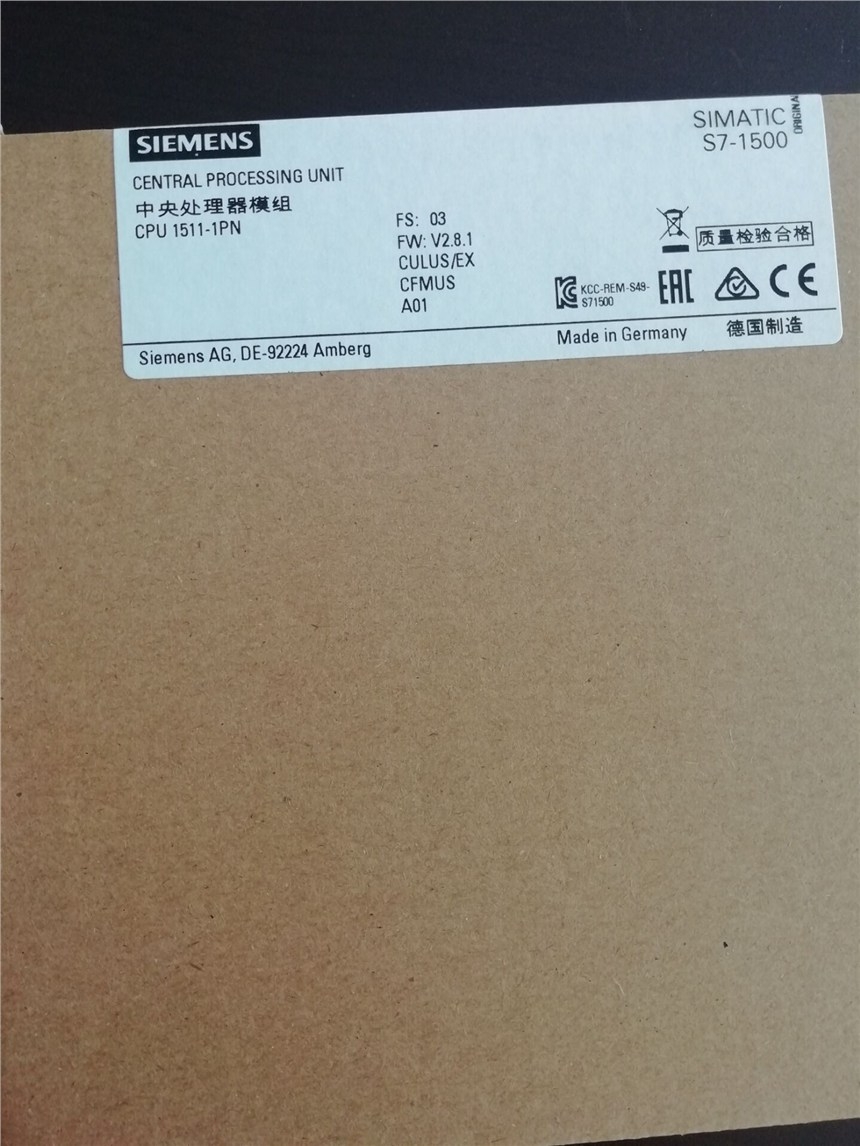 SIEMENS
SIMATIC
S7-1500
CENTRAL PROCESSING UNIT
中央处理器模组
CPU 1511-1PN
FS: 03
FW: V2.8.1
CULUS/EX
CFMUS
A01
质量检验合格
KCC-REM-S49-
S71500
EAC
CE
Siemens AG, DE-92224 Amberg
Made in Germany
德国制造